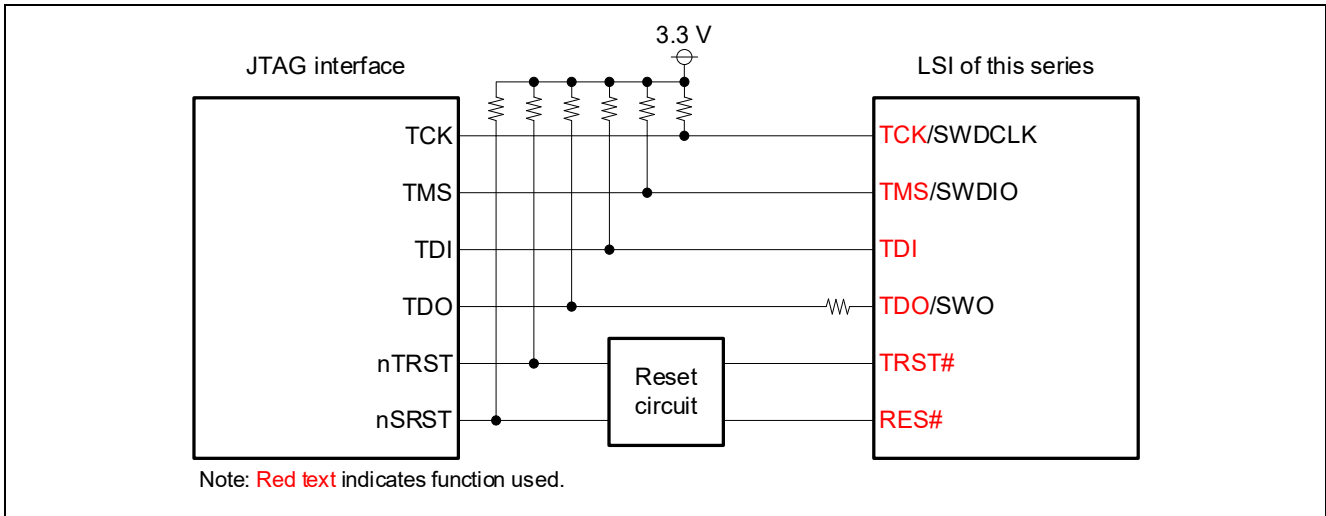 3.3 V
JTAG interface
LSI of this series
TCK
TCK/SWDCLK
TMS
TMS/SWDIO
TDI
TDI
TDO
TDO/SWO
nTRST
Reset
circuit
TRST#
nSRST
RES#
Note: Red text indicates function used.